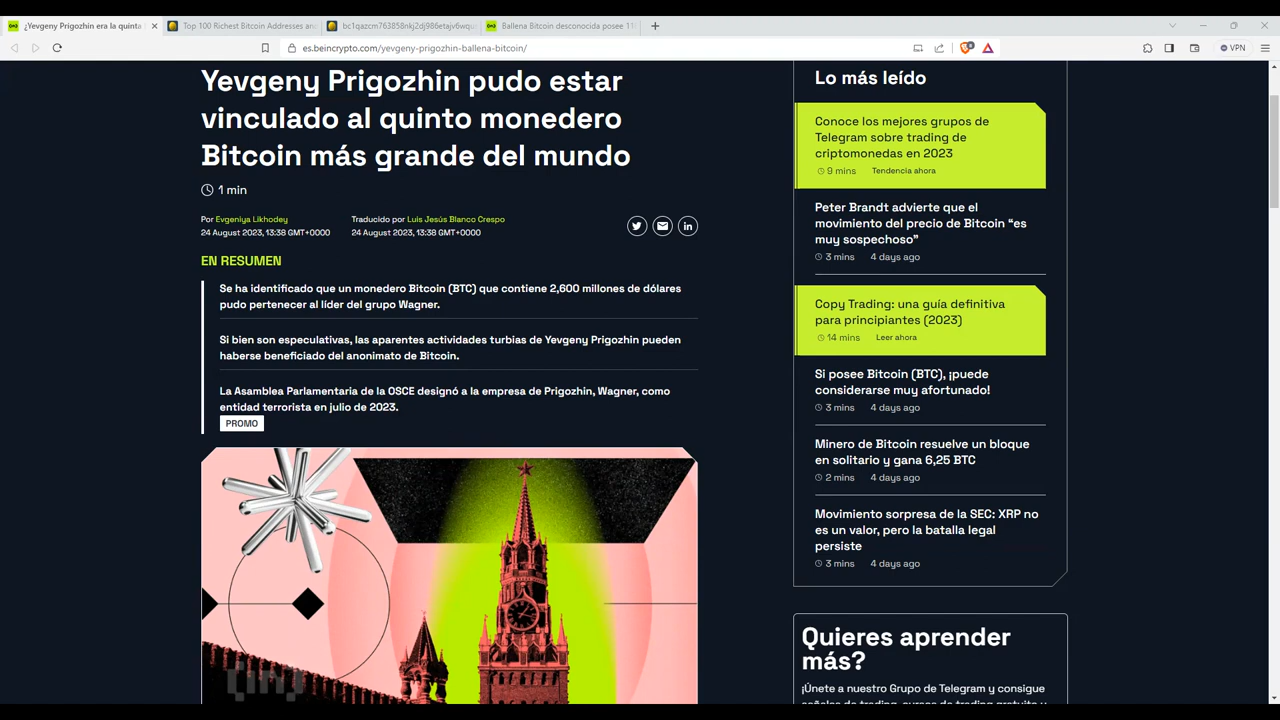 ¿Yevgeny Prigozhin era la quinta
Top 100 Richest Bitcoin Addresses an
bc1qazcm763858nkj2dj986etajv6wqu
Ballena Bitcoin desconocida posee 11
es.beincrypto.com/yevgeny-prigozhin-ballena-bitcoin/
VPN
Yevgeny Prigozhin pudo estar
vinculado al quinto monedero
Bitcoin más grande del mundo
1 min
Por Evgeniya Likhodey
24 August 2023, 13:38 GMT+0000
Traducido por Luis Jesús Blanco Crespo
24 August 2023, 13:38 GMT+0000
EN RESUMEN
Se ha identificado que un monedero Bitcoin (BTC) que contiene 2,600 millones de dólares
pudo pertenecer al líder del grupo Wagner.
Si bien son especulativas, las aparentes actividades turbias de Yevgeny Prigozhin pueden
haberse beneficiado del anonimato de Bitcoin.
La Asamblea Parlamentaria de la OSCE designó a la empresa de Prigozhin, Wagner, como
entidad terrorista en julio de 2023.
PROMO
Lo más leído
Conoce los mejores grupos de
Telegram sobre trading de
criptomonedas en 2023
9 mins Tendencia ahora
Peter Brandt advierte que el
movimiento del precio de Bitcoin “es
muy sospechoso”
3 mins 4 days ago
Copy Trading: una guía definitiva
para principiantes (2023)
14 mins Leer ahora
Si posee Bitcoin (BTC), ¡puede
considerarse muy afortunado!
3 mins 4 days ago
Minero de Bitcoin resuelve un bloque
en solitario y gana 6,25 BTC
2 mins 4 days ago
Movimiento sorpresa de la SEC: XRP no
es un valor, pero la batalla legal
persiste
3 mins 4 days ago
Quieres aprender
más?
¡Únete a nuestro Grupo de Telegram y consigue